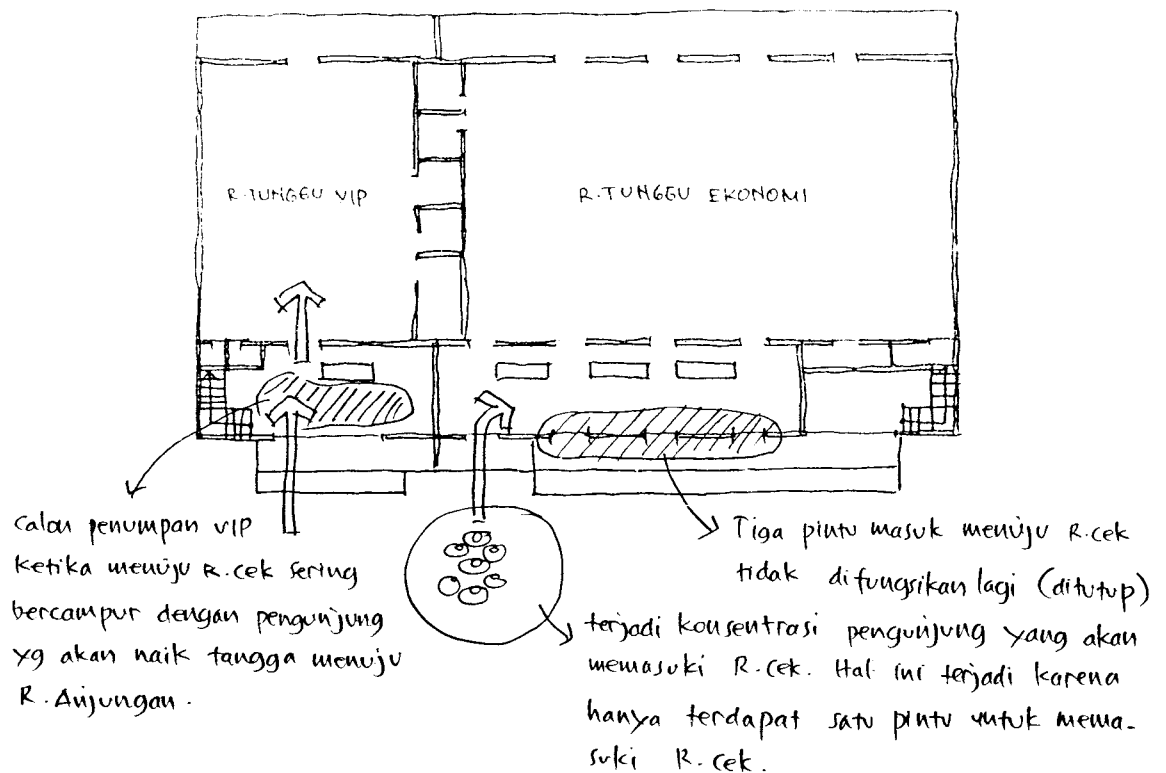 R.TUNGGU VIP
R.TUNGGU EKONOMI
Calon penumpan VIP
ketika menuju R.cek sering
bercampur dengan pengunjung
yg akan naik tangga menuju
R.Anjungan.
Tiga pintu masuk menuju R.cek
tidak difungsikan lagi (ditutup)
terjadi konsentrasi pengunjung yang akan
memasuki R.cek. Hal ini terjadi karena
hanya terdapat satu pintu untuk mema-
suki R.cek.